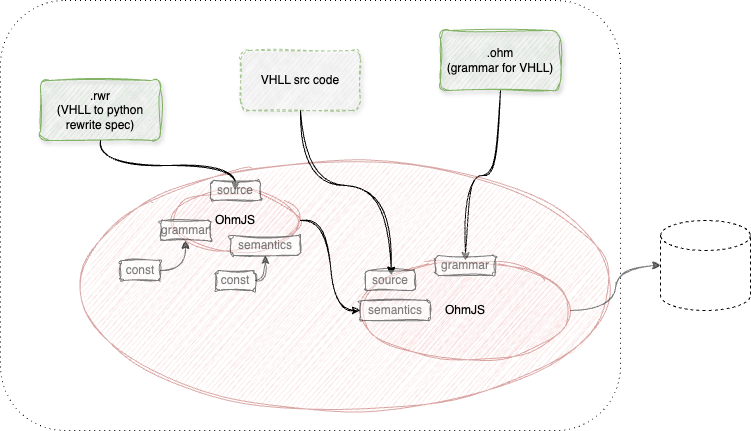 .ohm
(grammar for VHLL)
VHLL src code
.rwr
(VHLL to python
rewrite spec)
source
OhmJS
grammar
semantics
const
const
grammar
source
semantics
OhmJS